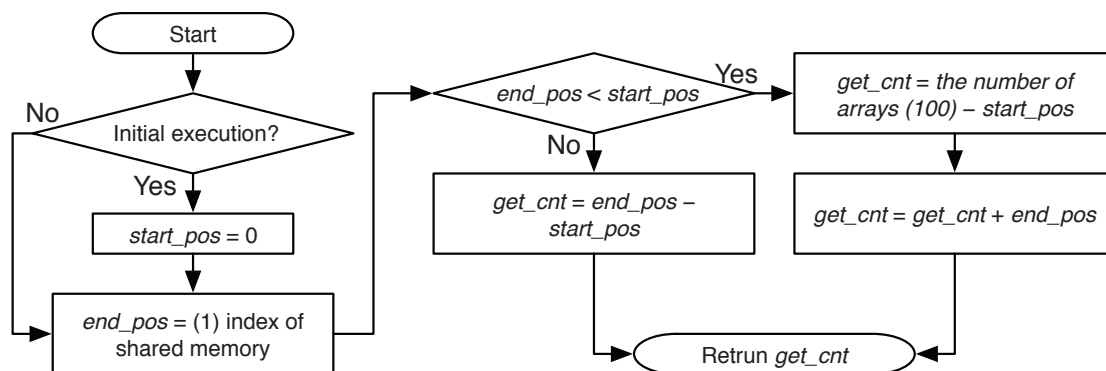 Start
No
Initial execution?
Yes
start_pos = 0
end_pos = (1) index of
shared memory
end_pos < start_pos
Yes
No
get_cnt = end_pos –
start_pos
get_cnt = the number of
arrays (100) – start_pos
get_cnt = get_cnt + end_pos
Retrun get_cnt